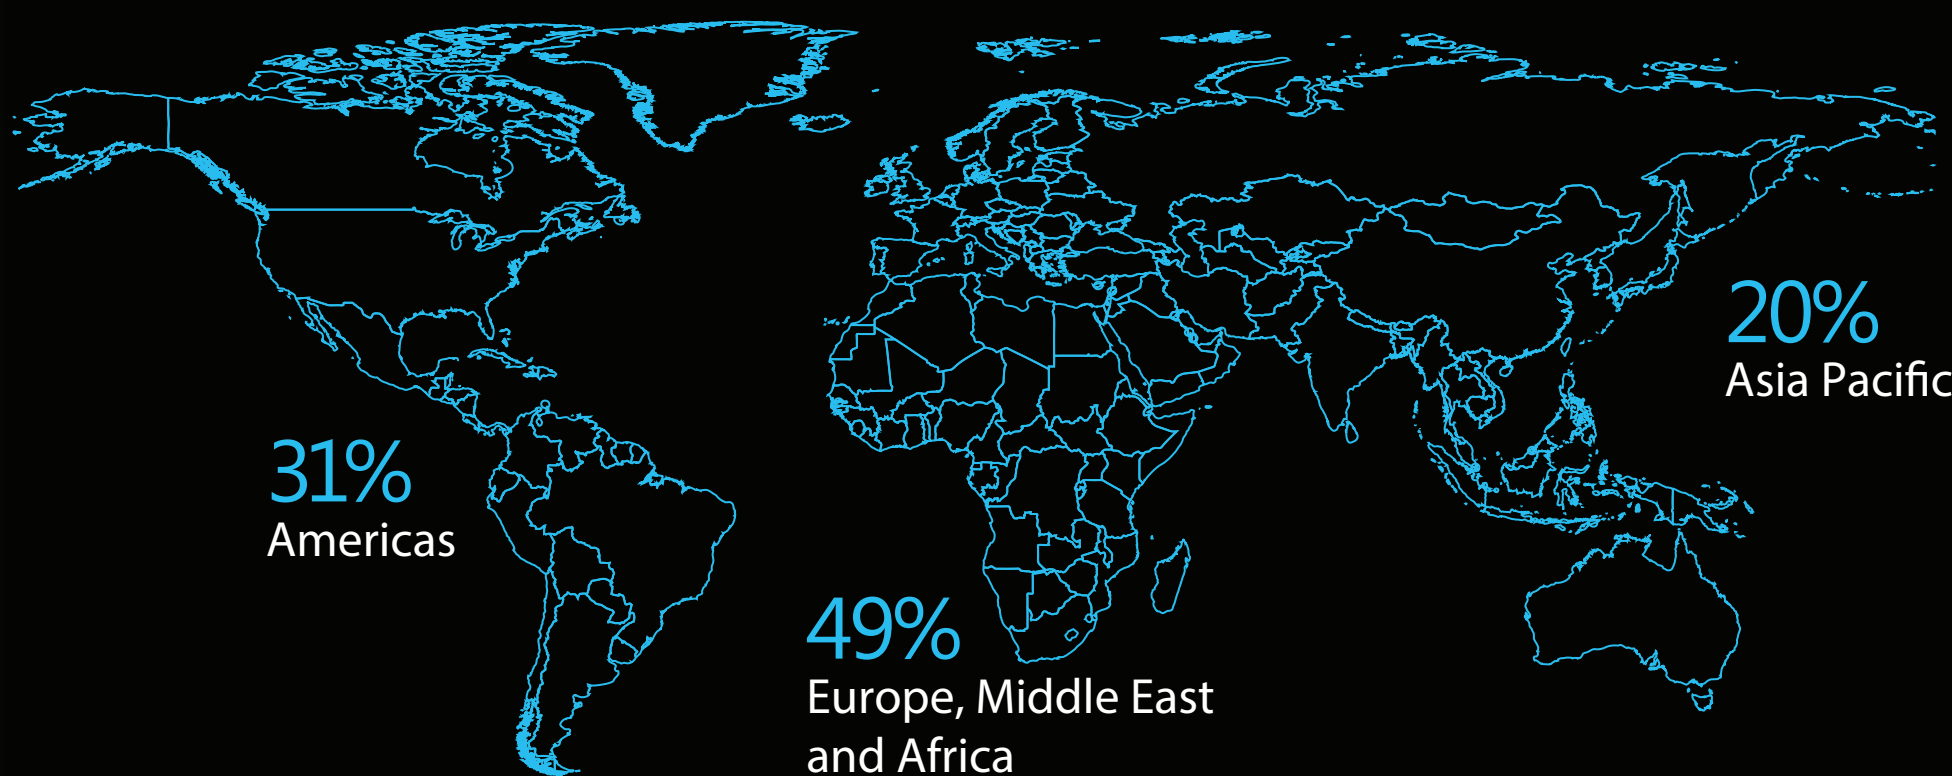 20%
Asia Pacific
31%
Americas
49%
Europe, Middle East
and Africa